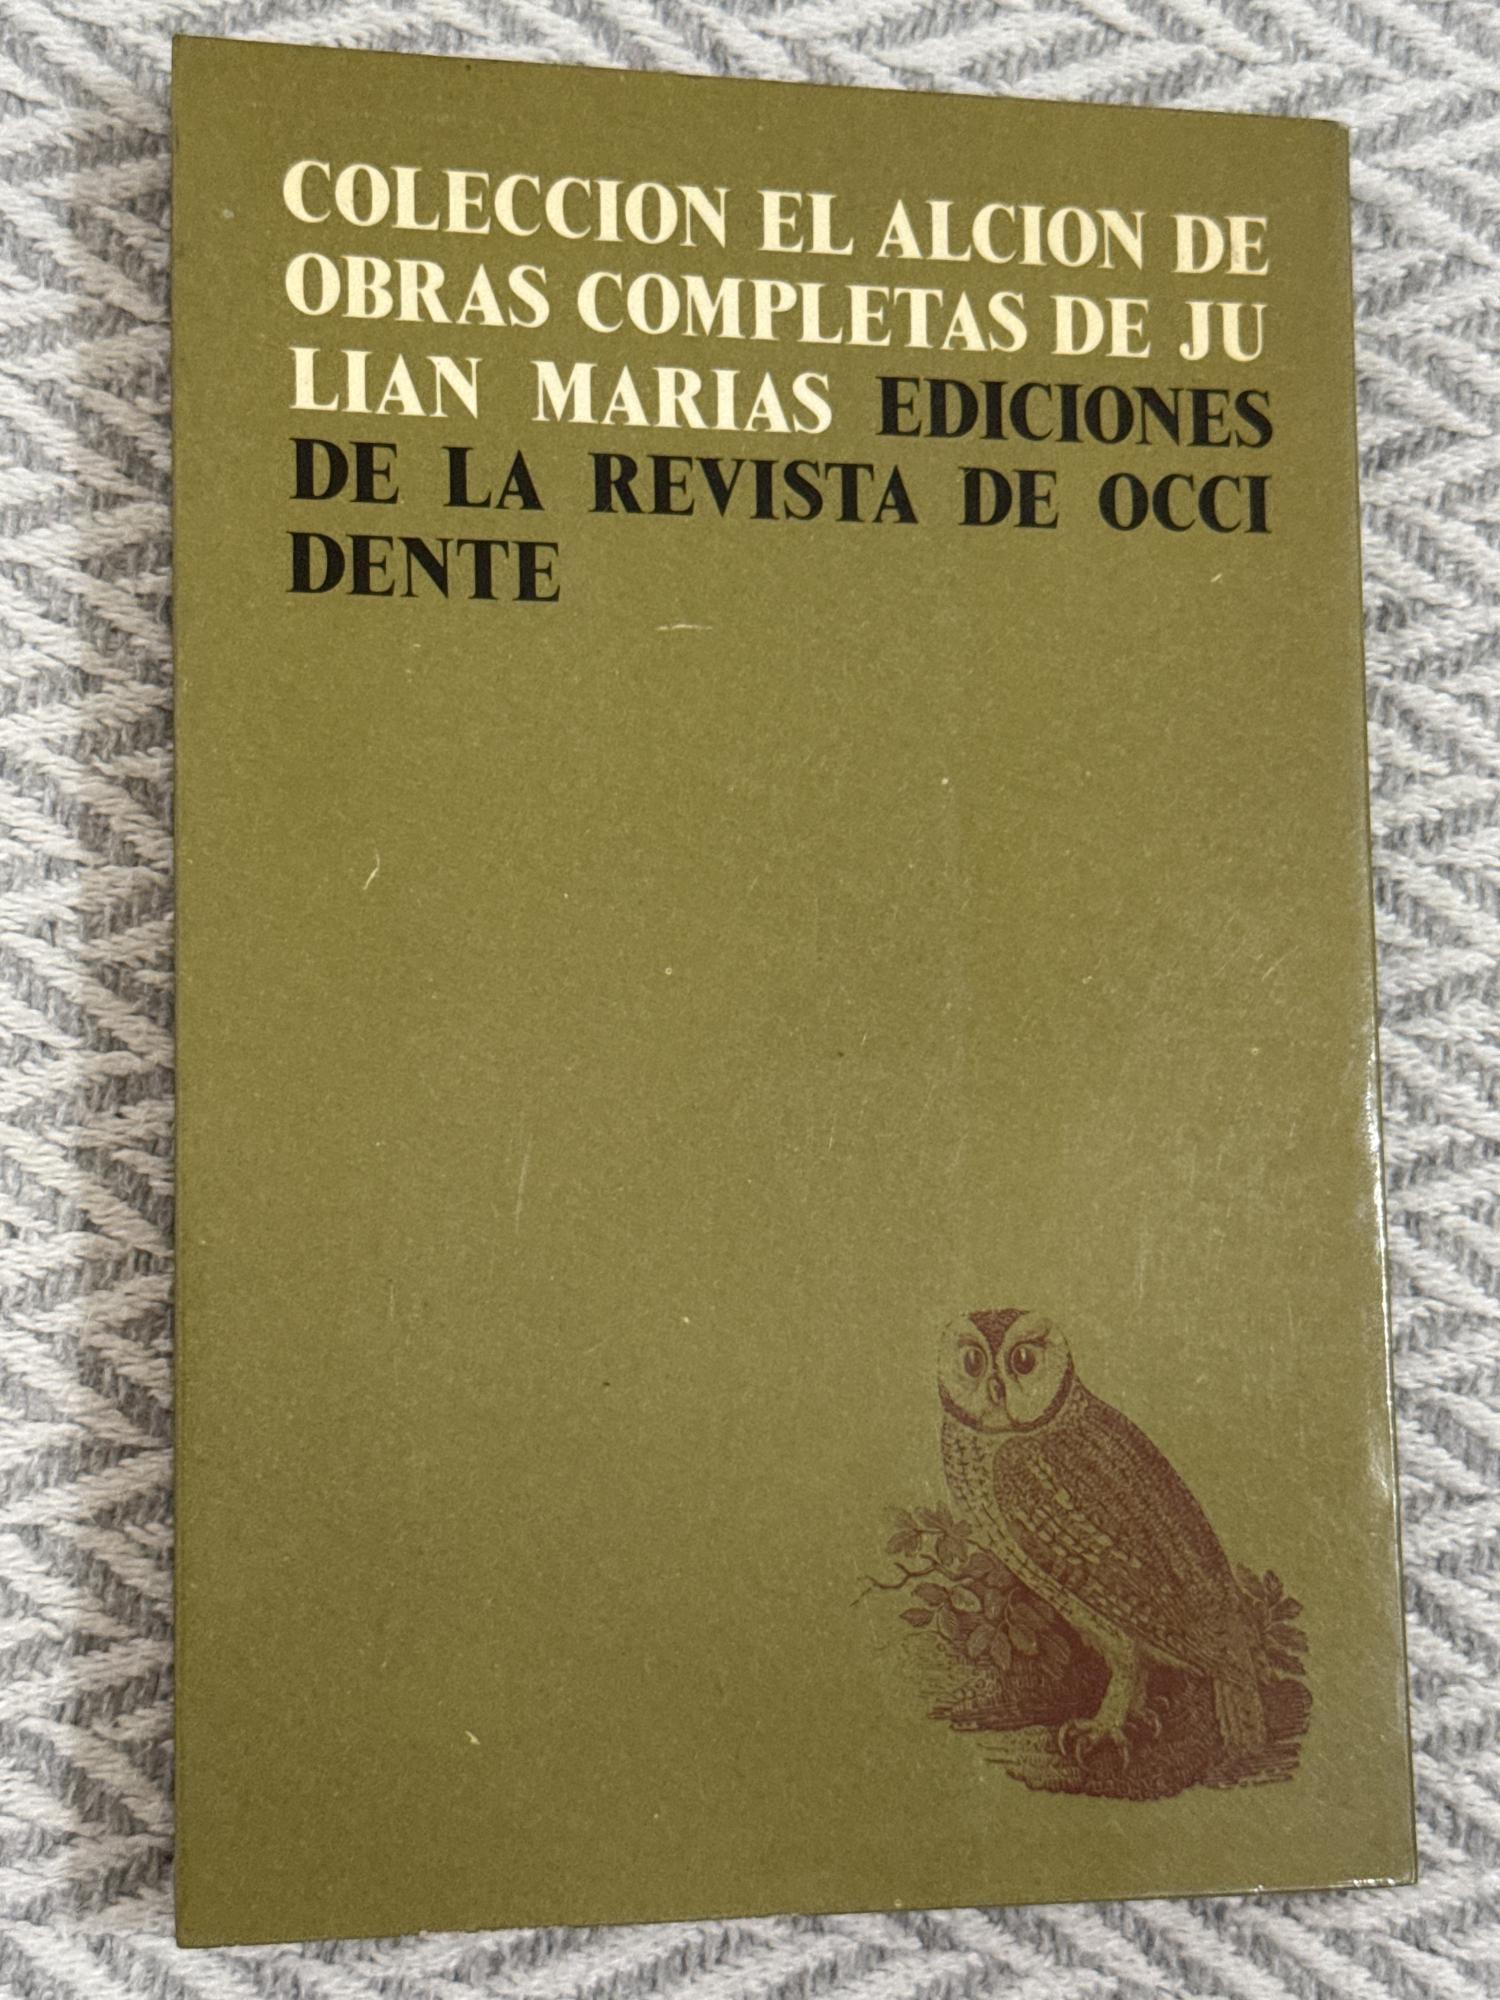 COLECCION EL ALCION DE
OBRAS COMPLETAS DE JU
LIAN MARIAS EDICIONES
DE LA REVISTA DE OCCI
DENTE